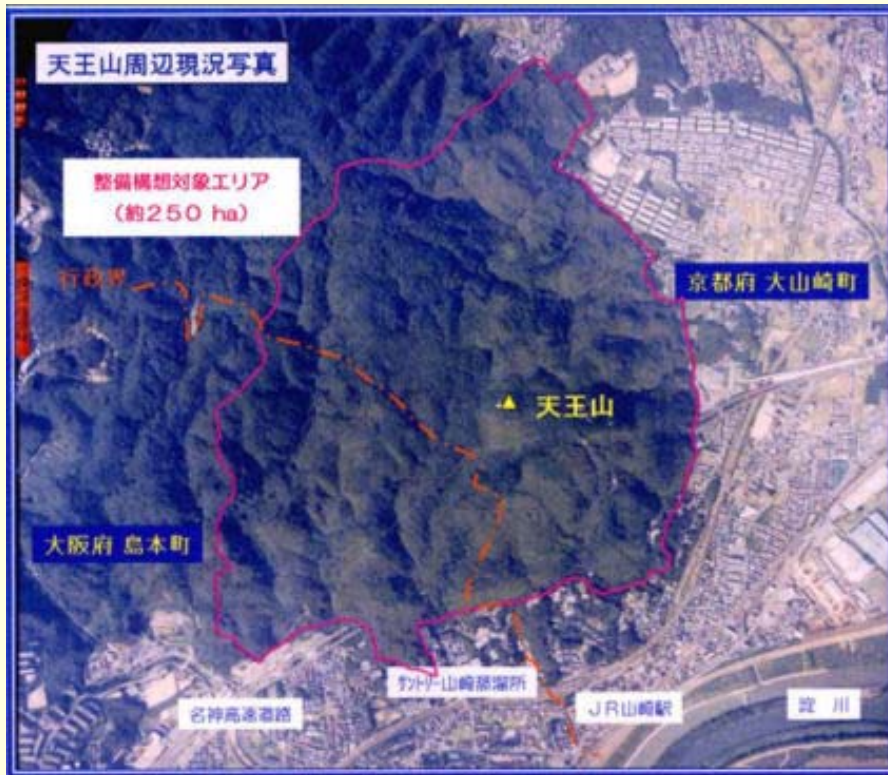 天王山周辺現況写真
整備構想対象エリア
(約250 ha)
行政界
京都府 大山崎町
天王山
大阪府 島本町
サントリー山崎蒸溜所
名神高速道路
JR山崎駅
淀 川